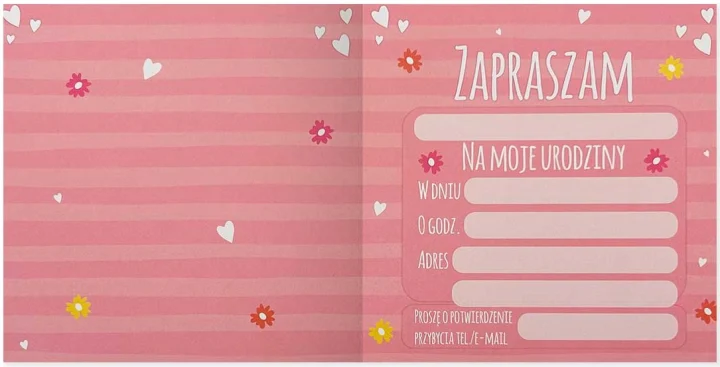 ZAPRASZAM
NA MOJE URODZINY
W DNIU
O GODZ.
ADRES
PROSZĘ O POTWIERDZENIE
PRZYBYCIA TEL./E-MAIL